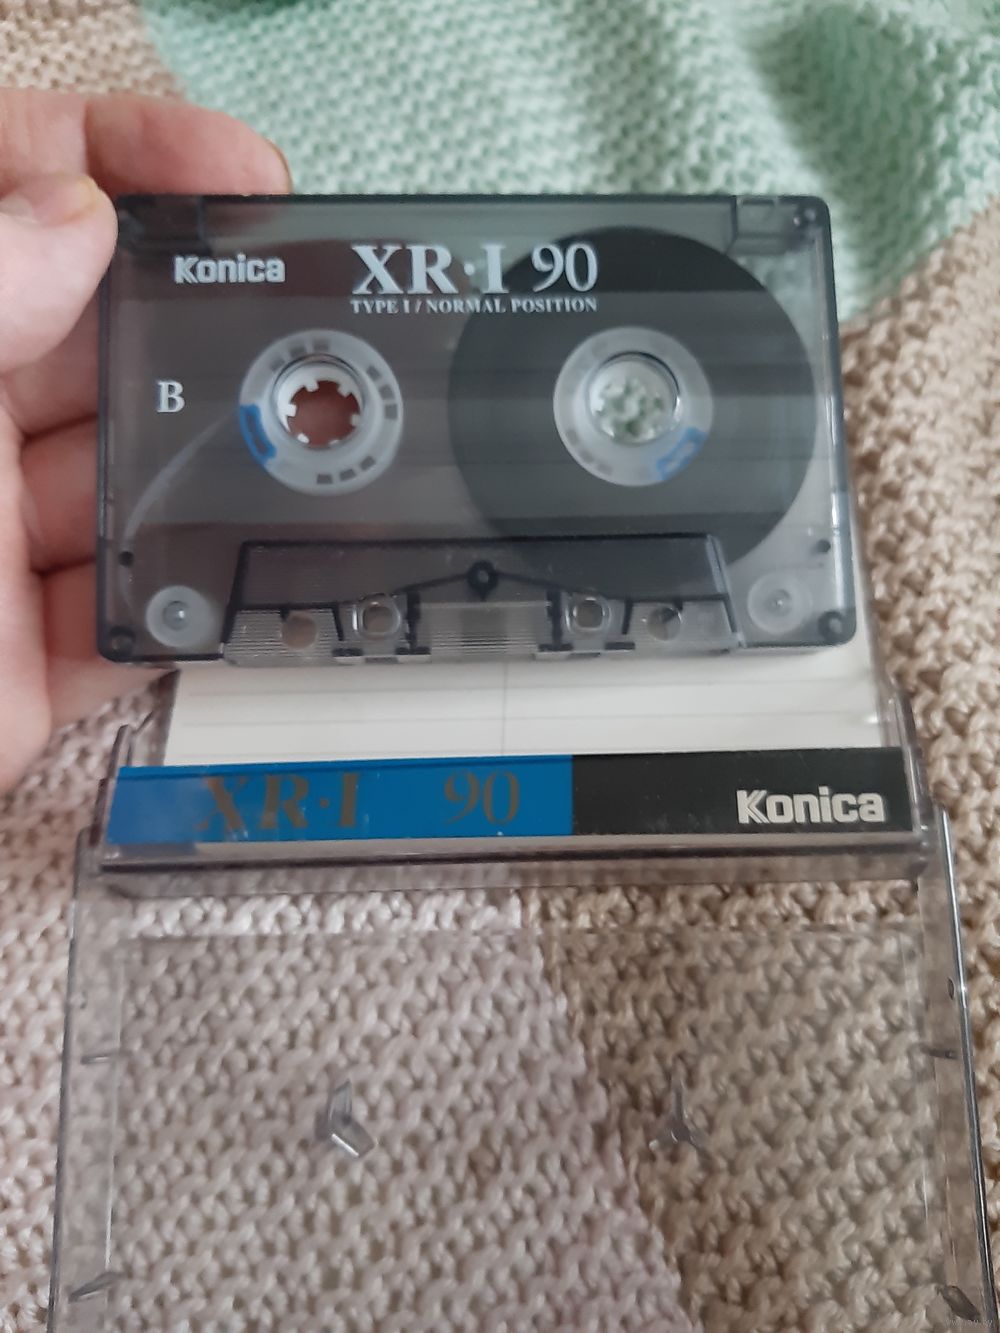 Konica
XR·I 90
TYPE I / NORMAL POSITION
B
XR·I 90
Konica